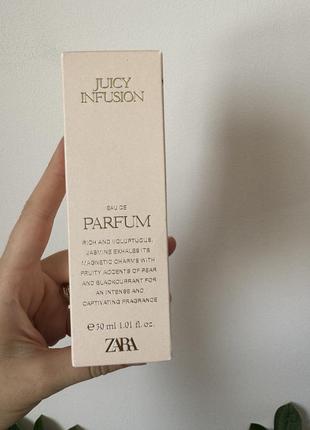 JUICY
INFUSION
EAU DE
PARFUM
RICH AND VOLUPTUOUS,
JASMINE EXHALES ITS
MAGNETIC CHARMS WITH
FRUITY ACCENTS OF PEAR
AND BLACKCURRANT FOR
AN INTENSE AND
CAPTIVATING FRAGRANCE
℮30 ml 1.01 fl. oz.
ZARA